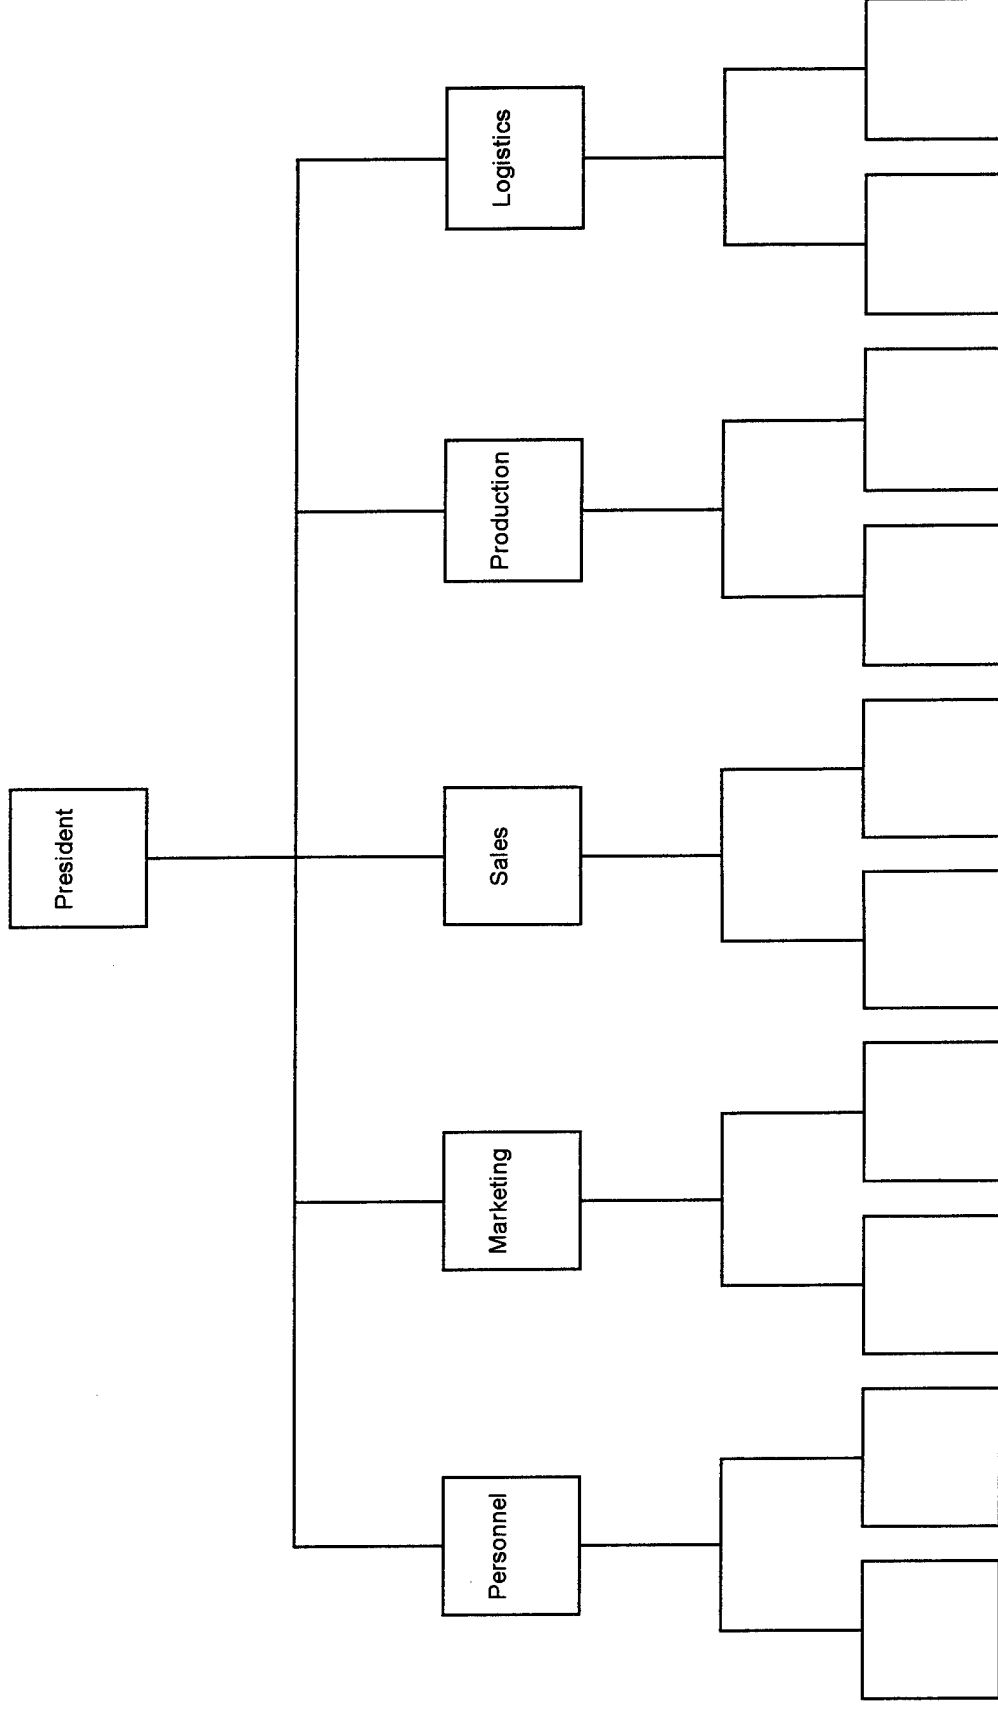 President
Personnel
Marketing
Sales
Production
Logistics